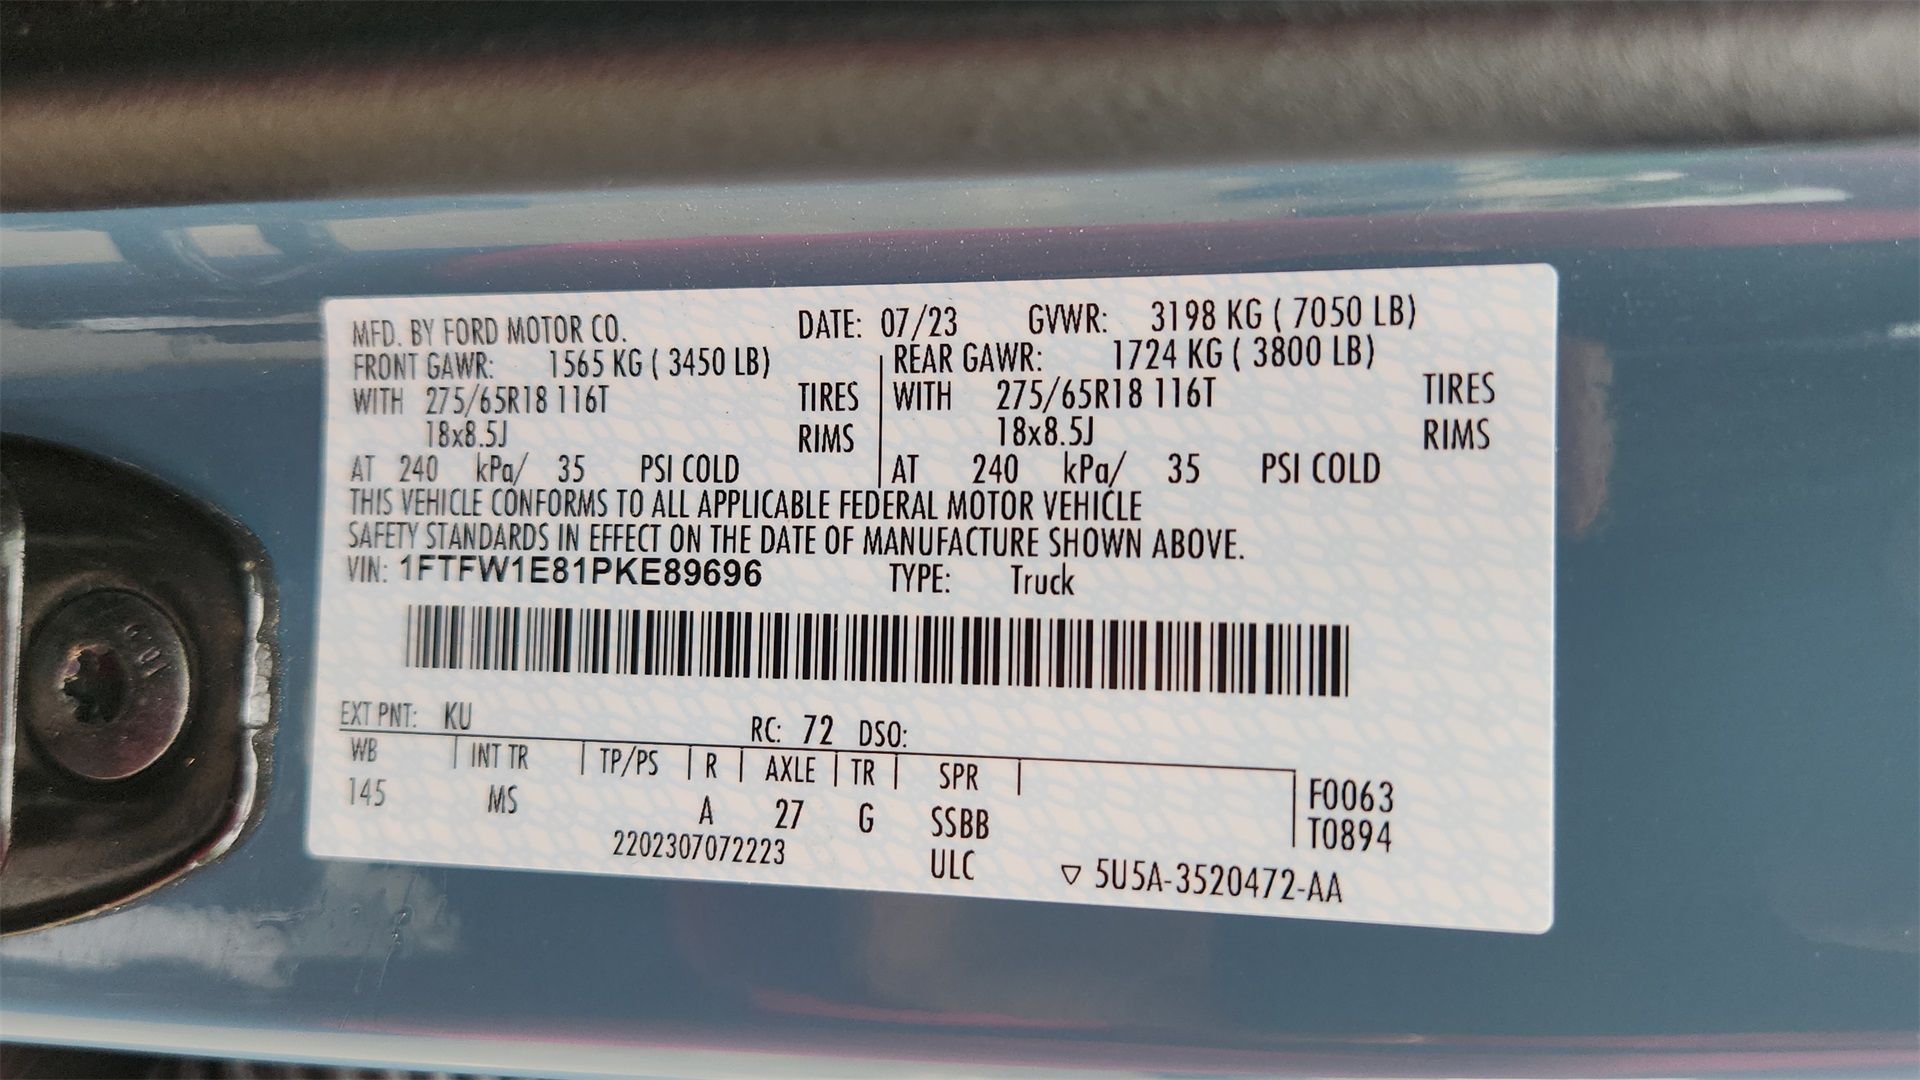 MFD. BY FORD MOTOR CO. DATE: 07/23 GVWR: 3198 KG ( 7050 LB)
FRONT GAWR: 1565 KG ( 3450 LB) REAR GAWR: 1724 KG ( 3800 LB)
WITH 275/65R18 116T TIRES WITH 275/65R18 116T TIRES
18x8.5J RIMS 18x8.5J RIMS
AT 240 kPa/ 35 PSI COLD AT 240 kPa/ 35 PSI COLD
THIS VEHICLE CONFORMS TO ALL APPLICABLE FEDERAL MOTOR VEHICLE
SAFETY STANDARDS IN EFFECT ON THE DATE OF MANUFACTURE SHOWN ABOVE.
VIN: 1FTFW1E81PKE89696 TYPE: Truck
EXT PNT: KU RC: 72 DSO:
WB INT TR TP/PS R AXLE TR SPR
145 MS A 27 G SSBB F0063
T0894
2202307072223 ULC ▽ 5U5A-3520472-AA